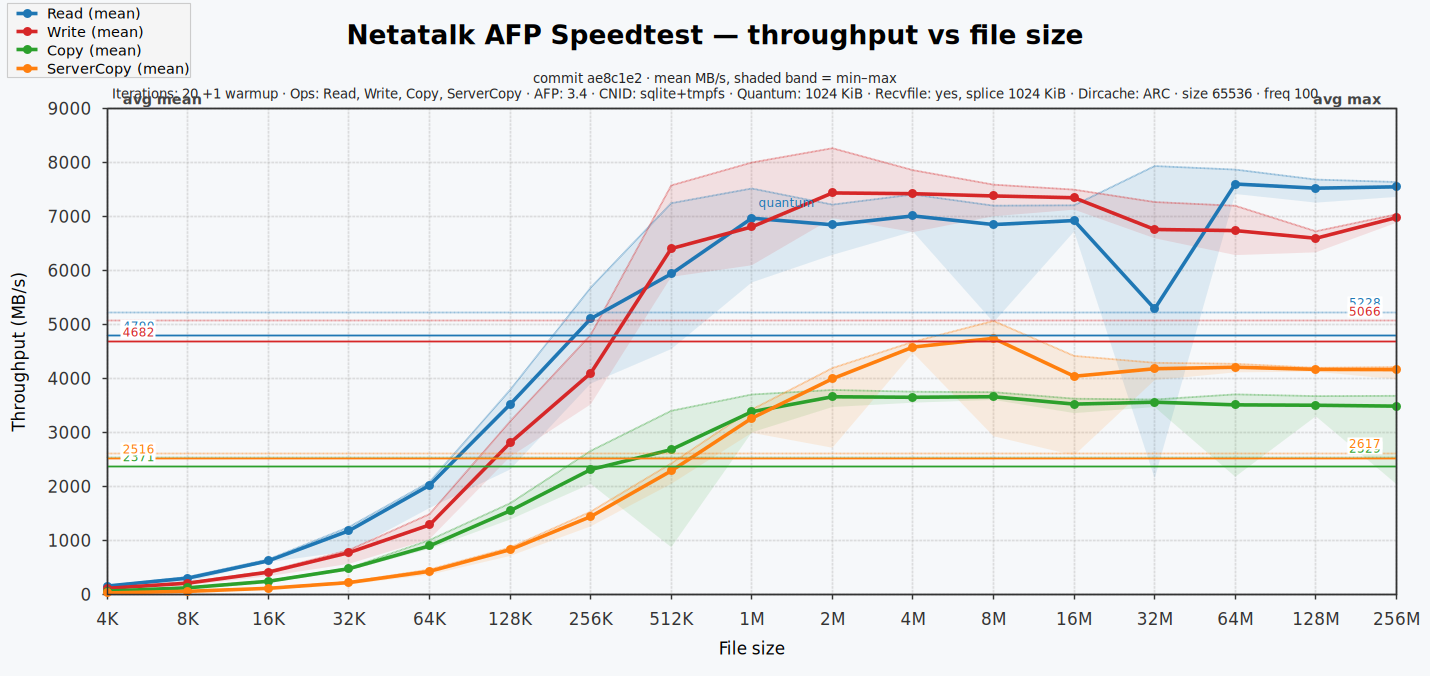 Read (mean)
Write (mean)
Copy (mean)
ServerCopy (mean)
Netatalk AFP Speedtest — throughput vs file size
commit ae8c1e2 · mean MB/s, shaded band = min–max
Iterations: 20 +1 warmup · Ops: Read, Write, Copy, ServerCopy · AFP: 3.4 · CNID: sqlite+tmpfs · Quantum: 1024 KiB · Recvfile: yes, splice 1024 KiB · Dircache: ARC · size 65536 · freq 100
avg mean
avg max
9000
8000
7000
6000
5000
4000
3000
2000
1000
0
Throughput (MB/s)
quantum
4682
2516
2371
5228
5066
2617
2529
4K 8K 16K 32K 64K 128K 256K 512K 1M 2M 4M 8M 16M 32M 64M 128M 256M
File size